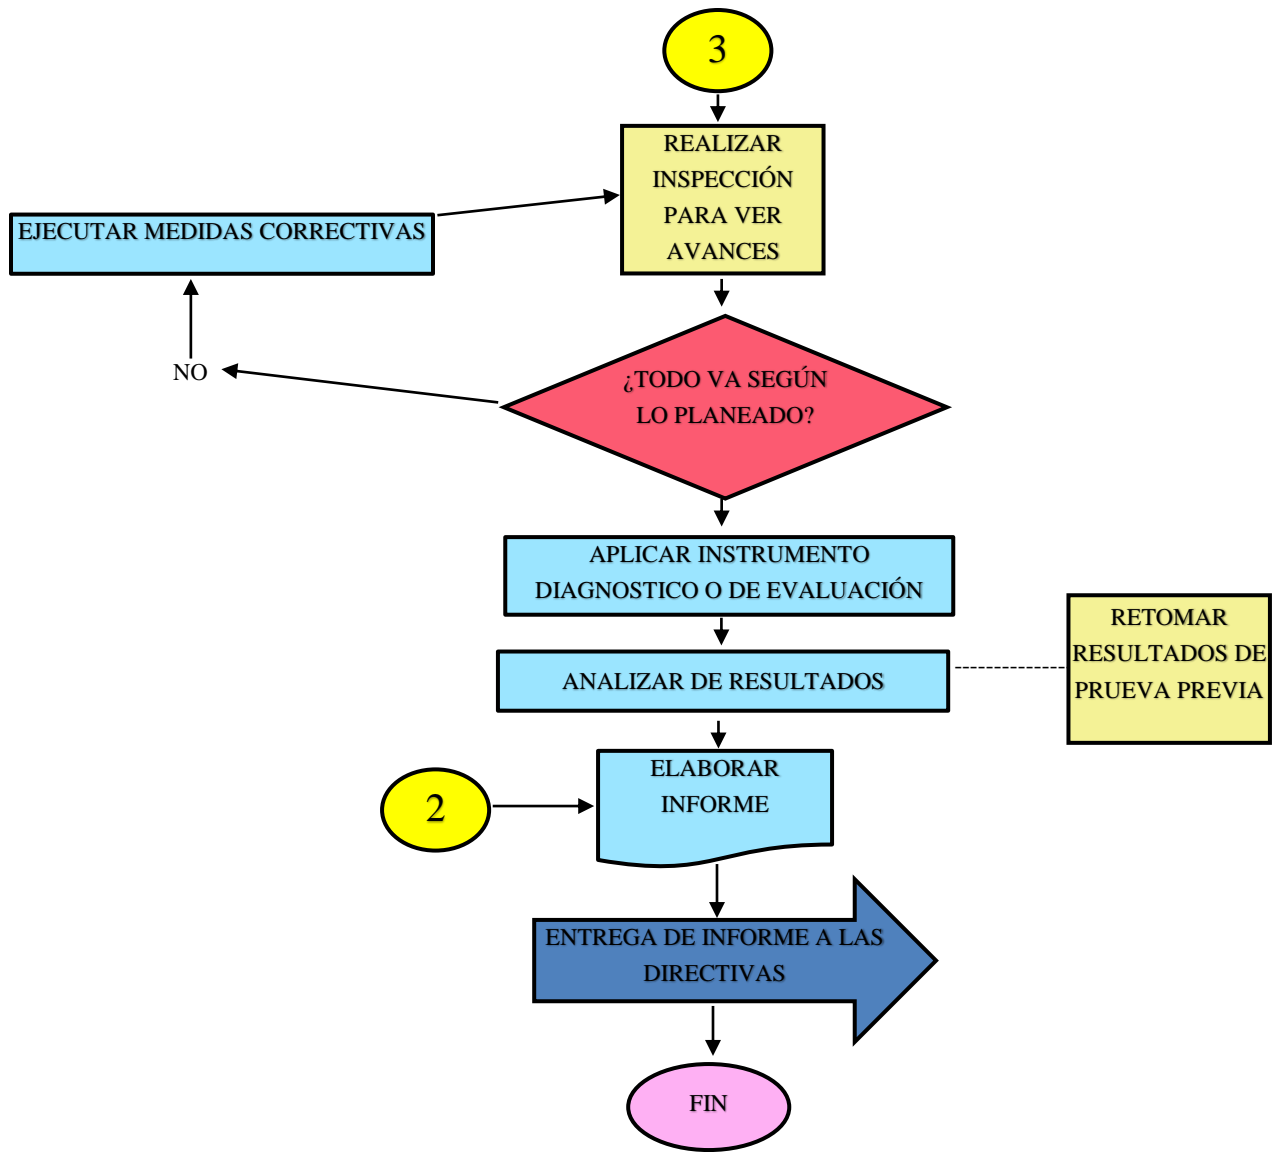 3
REALIZAR
INSPECCIÓN
PARA VER
AVANCES
EJECUTAR MEDIDAS CORRECTIVAS
NO
¿TODO VA SEGÚN
LO PLANEADO?
APLICAR INSTRUMENTO
DIAGNOSTICO O DE EVALUACIÓN
ANALIZAR DE RESULTADOS
RETOMAR
RESULTADOS DE
PRUEVA PREVIA
ELABORAR
INFORME
2
ENTREGA DE INFORME A LAS
DIRECTIVAS
FIN